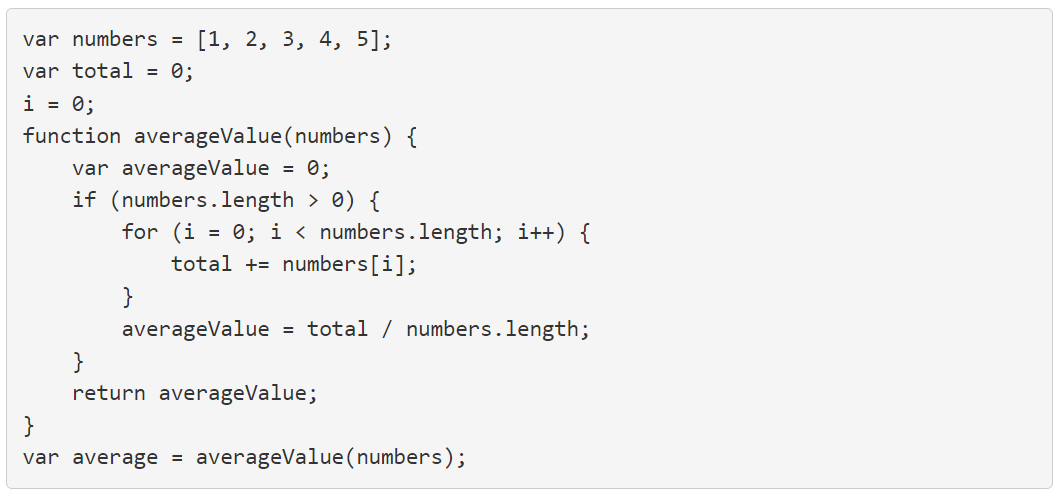 var numbers = [1, 2, 3, 4, 5];
var total = 0;
i = 0;
function averageValue(numbers) {
    var averageValue = 0;
    if (numbers.length > 0) {
        for (i = 0; i < numbers.length; i++) {
            total += numbers[i];
        }
        averageValue = total / numbers.length;
    }
    return averageValue;
}
var average = averageValue(numbers);